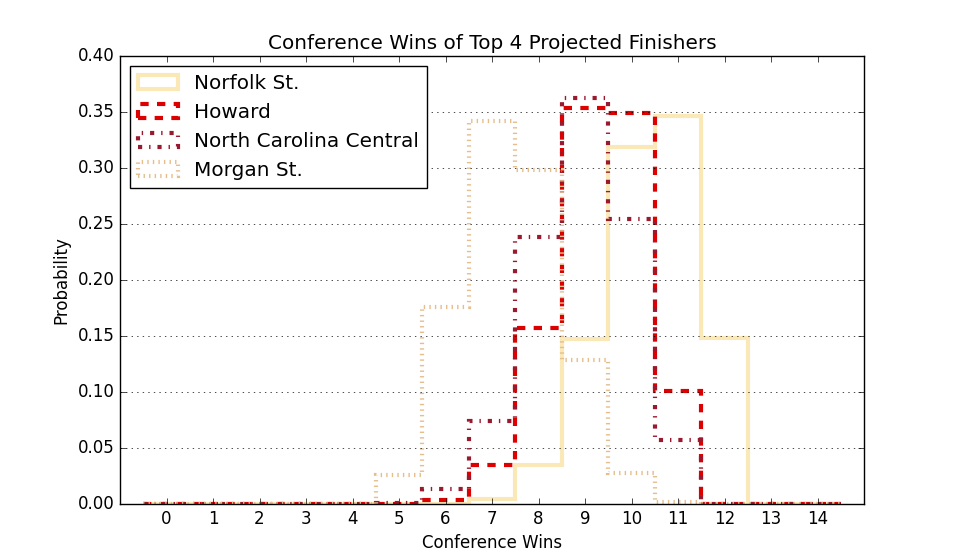 Conference Wins of Top 4 Projected Finishers
Norfolk St.
Howard
North Carolina Central
Morgan St.
Probability
0.40
0.35
0.30
0.25
0.20
0.15
0.10
0.05
0.00
0 1 2 3 4 5 6 7 8 9 10 11 12 13 14
Conference Wins